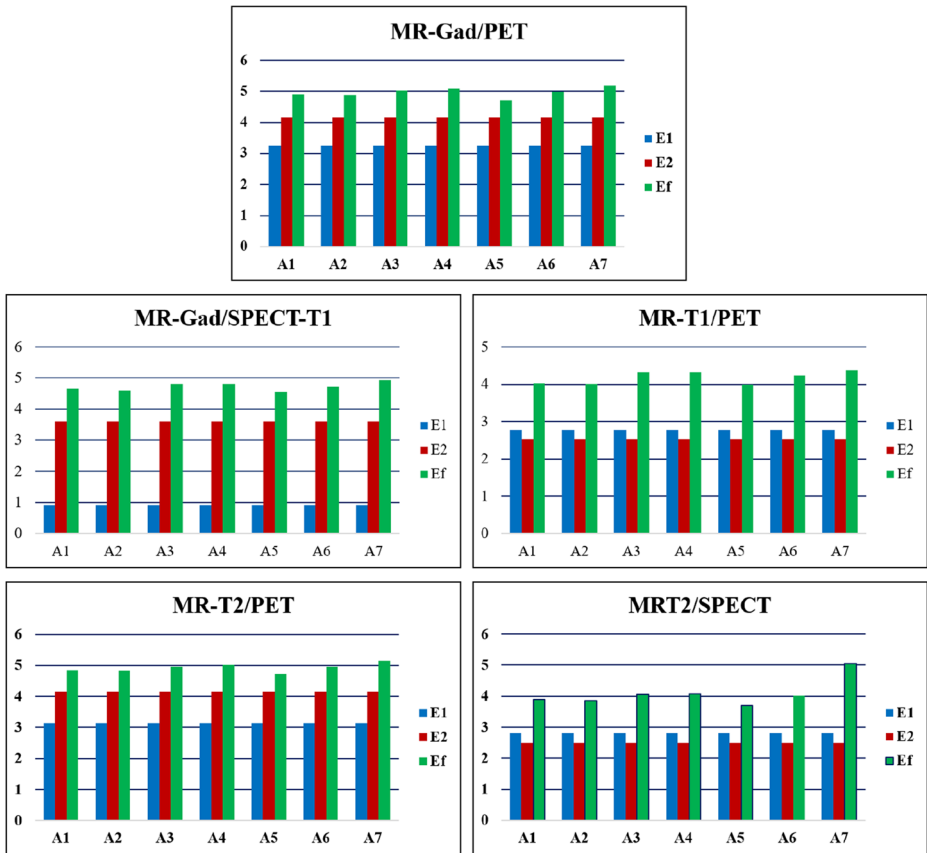 MR-Gad/PET
6
5
4
3
2
1
0
A1 A2 A3 A4 A5 A6 A7
E1
E2
Ef
MR-Gad/SPECT-T1
6
5
4
3
2
1
0
A1 A2 A3 A4 A5 A6 A7
E1
E2
Ef
MR-T1/PET
5
4
3
2
1
0
A1 A2 A3 A4 A5 A6 A7
E1
E2
Ef
MR-T2/PET
6
5
4
3
2
1
0
A1 A2 A3 A4 A5 A6 A7
E1
E2
Ef
MRT2/SPECT
6
5
4
3
2
1
0
A1 A2 A3 A4 A5 A6 A7
E1
E2
Ef